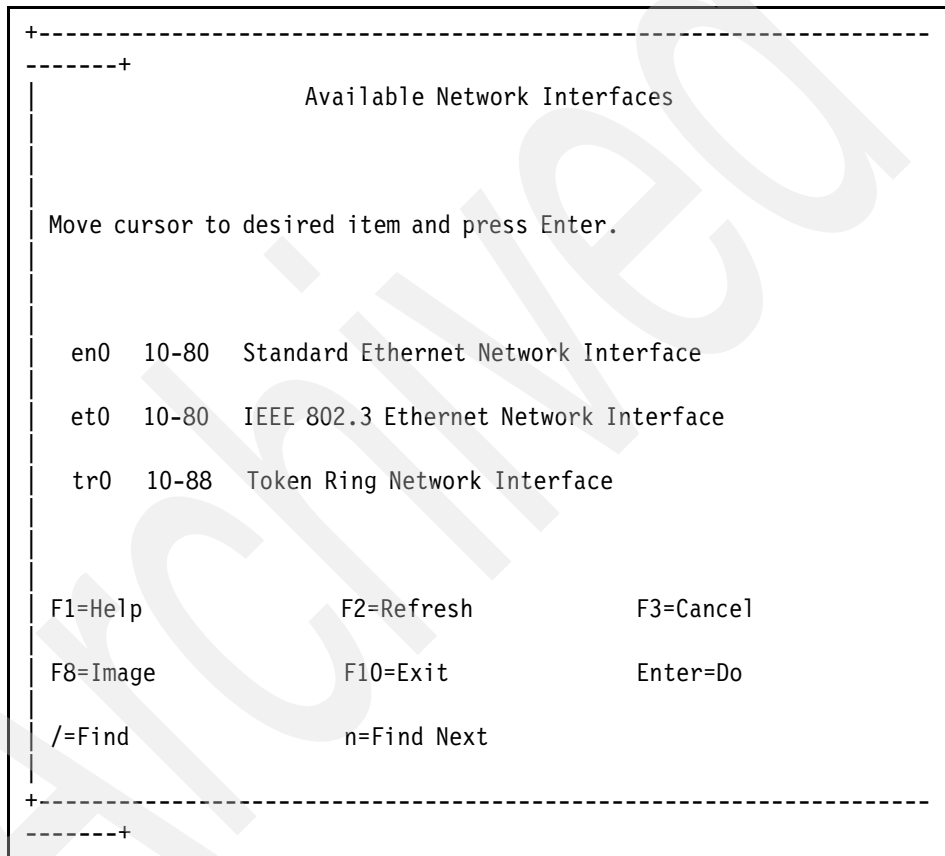 +-------------------------------------------------------------------
-------+
| Available Network Interfaces
|
|
|
| Move cursor to desired item and press Enter.
|
|
|
| en0 10-80 Standard Ethernet Network Interface
|
| et0 10-80 IEEE 802.3 Ethernet Network Interface
|
| tr0 10-88 Token Ring Network Interface
|
|
|
| F1=Help F2=Refresh F3=Cancel
|
| F8=Image F10=Exit Enter=Do
|
| /=Find n=Find Next
|
+-------------------------------------------------------------------
-------+
Archived